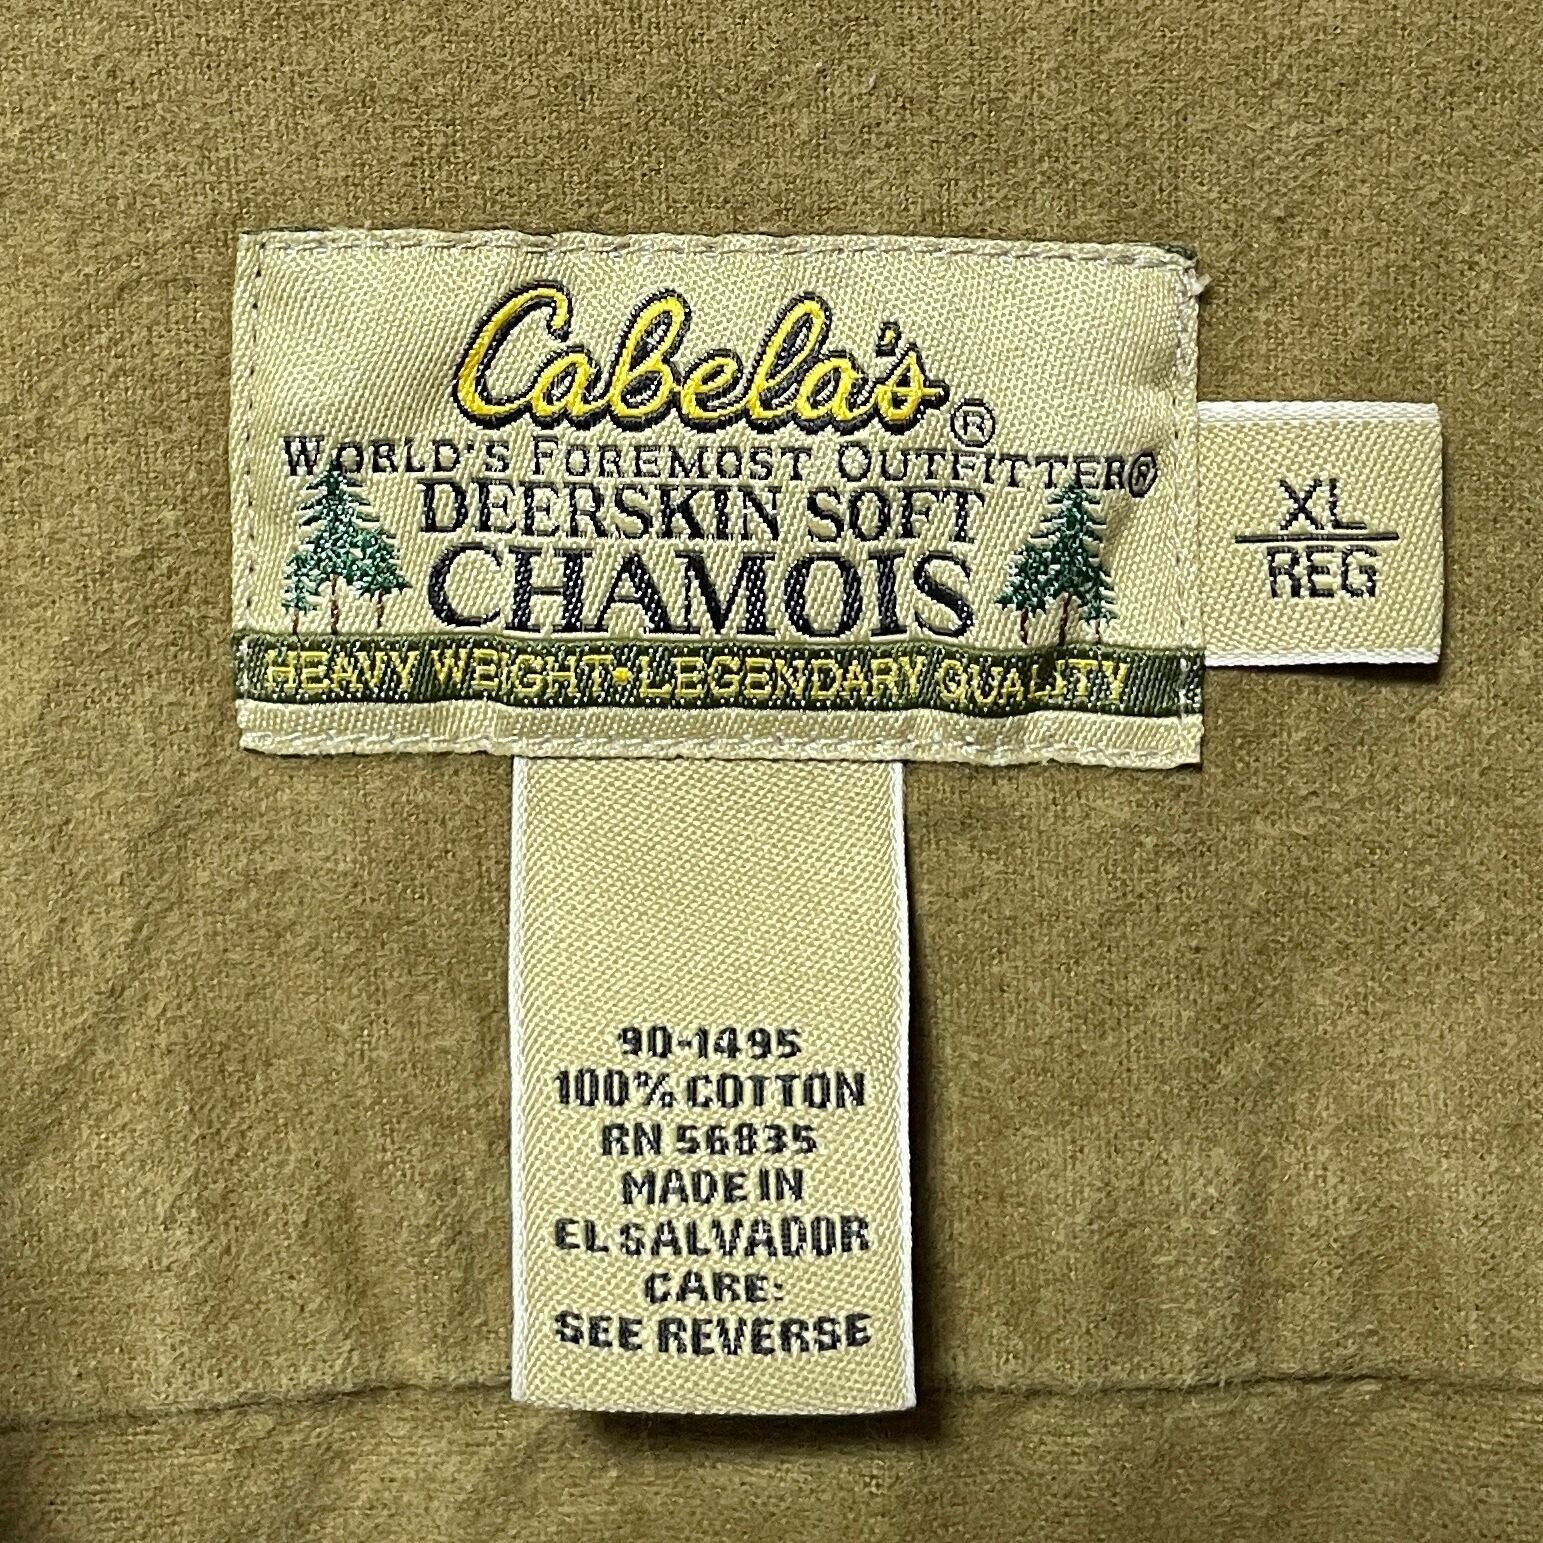 Cabela's®
WORLD'S FOREMOST OUTFITTER®
DEERSKIN SOFT
CHAMOIS
HEAVY WEIGHT • LEGENDARY QUALITY
XL
REG
90-1495
100% COTTON
RN 56835
MADE IN
EL SALVADOR
CARE:
SEE REVERSE